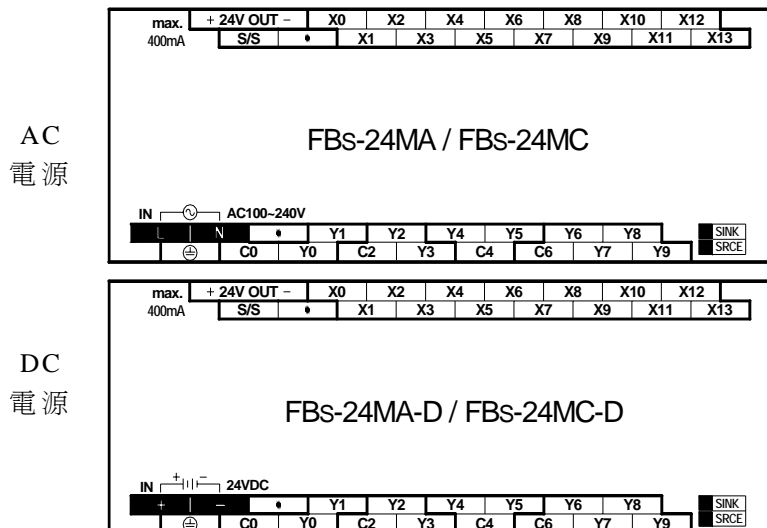 max. + 24V OUT – X0 X2 X4 X6 X8 X10 X12
400mA S/S • X1 X3 X5 X7 X9 X11 X13
AC
電源
FBs-24MA / FBs-24MC
IN AC100~240V
L N • Y1 Y2 Y4 Y5 Y6 Y8 SINK
C0 Y0 C2 Y3 C4 C6 Y7 Y9 SRCE
max. + 24V OUT – X0 X2 X4 X6 X8 X10 X12
400mA S/S • X1 X3 X5 X7 X9 X11 X13
DC
電源
FBs-24MA-D / FBs-24MC-D
IN + – 24VDC
+ – • Y1 Y2 Y4 Y5 Y6 Y8 SINK
C0 Y0 C2 Y3 C4 C6 Y7 Y9 SRCE